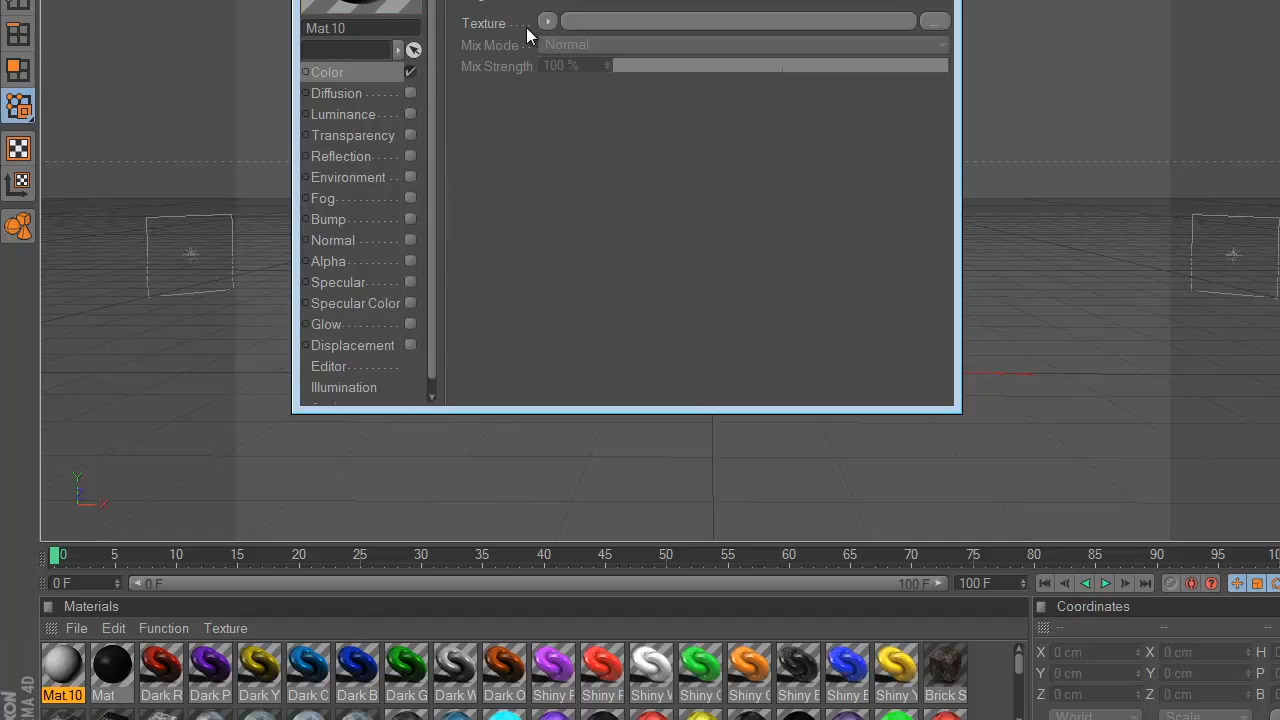 Texture . . . . ...
Mat.10
Mix Mode . . Normal
Mix Strength 100 %
Color
Diffusion . . . . . .
Luminance . . . . .
Transparency
Reflection . . . .
Environment . .
Fog . . . . . . . . . .
Bump . . . . . . . .
Normal . . . . . . .
Alpha . . . . . . . .
Specular . . . . . .
Specular Color
Glow . . . . . . . . .
Displacement
Editor . . . . . . . .
Illumination
Y
Z X
0 5 10 15 20 25 30 35 40 45 50 55 60 65 70 75 80 85 90 95
0 F 0 F 100 F 100 F
Materials Coordinates
File Edit Function Texture -- -- --
X 0 cm X 0 cm H
Y 0 cm Y 0 cm P
Z 0 cm Z 0 cm B
Mat.10 Mat Dark R Dark P Dark Y Dark C Dark B Dark G Dark W Dark O Shiny P Shiny R Shiny W Shiny G Shiny O Shiny B Shiny B Shiny Y Brick S
World Scale